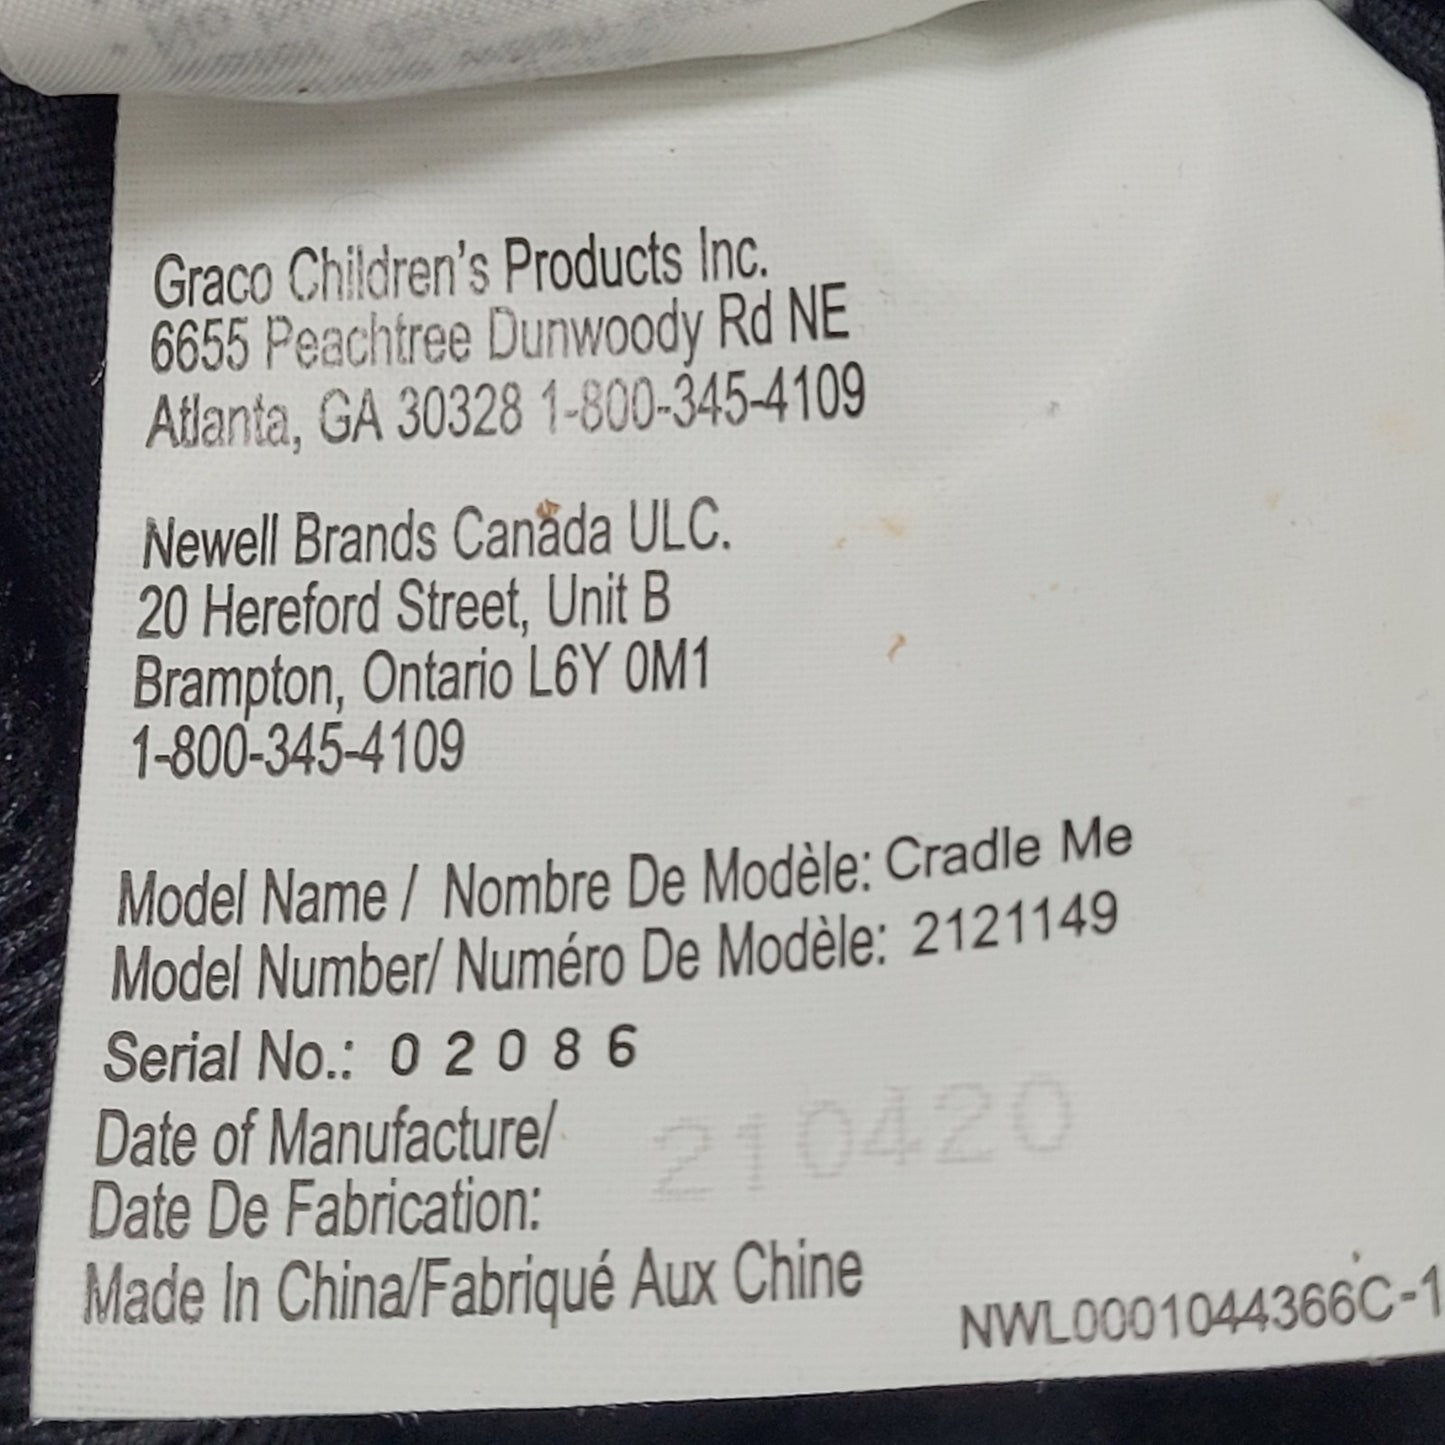 Graco Children's Products Inc.
6655 Peachtree Dunwoody Rd NE
Atlanta, GA 30328 1-800-345-4109
Newell Brands Canada ULC.
20 Hereford Street, Unit B
Brampton, Ontario L6Y 0M1
1-800-345-4109
Model Name / Nombre De Modèle: Cradle Me
Model Number/ Numéro De Modèle: 2121149
Serial No.: 0 2 0 8 6
Date of Manufacture/
210420
Date De Fabrication:
Made In China/Fabriqué Aux Chine
NWL0001044366C-1